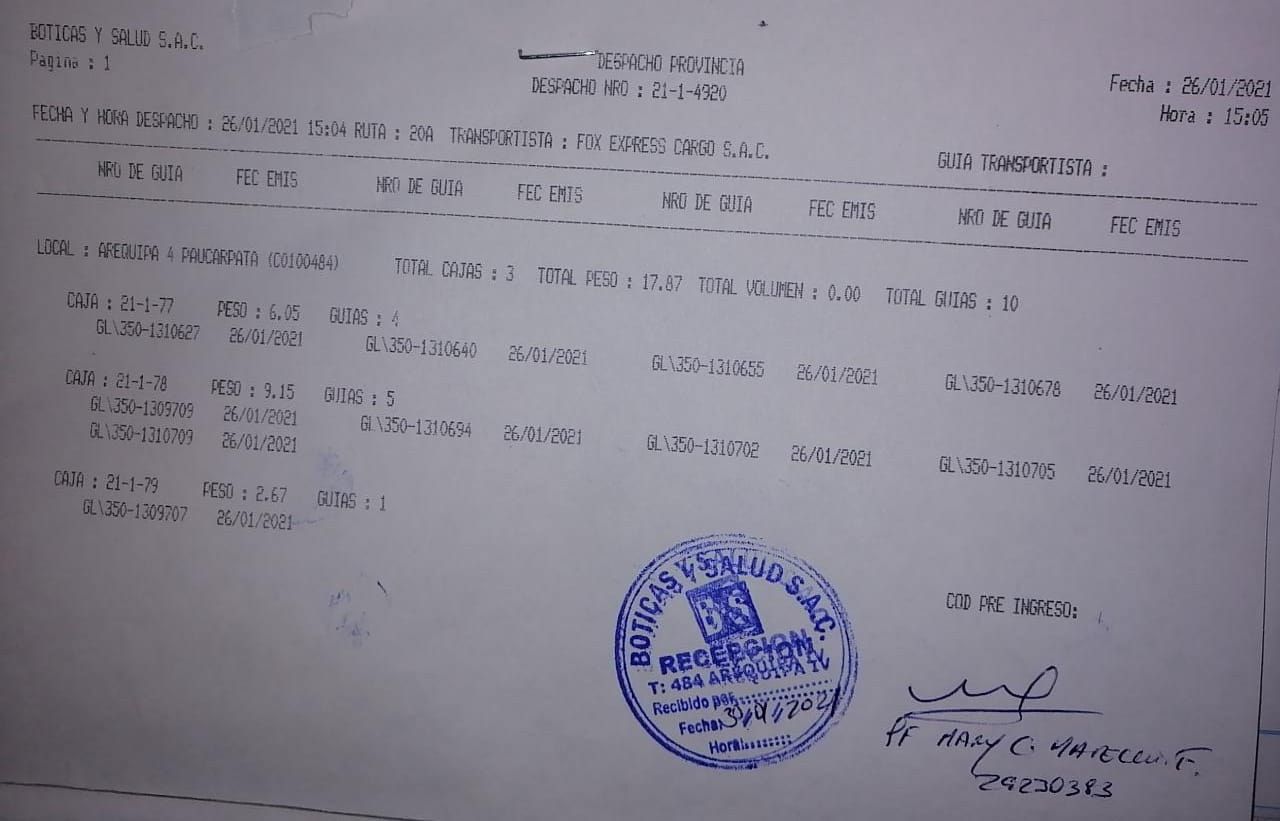 BOTICAS Y SALUD S.A.C.
Pagina : 1
DESPACHO PROVINCIA
DESPACHO NRO : 21-1-4920
Fecha : 26/01/2021
Hora : 15:05
FECHA Y HORA DESPACHO : 26/01/2021 15:04 RUTA : 20A TRANSPORTISTA : FOX EXPRESS CARGO S.A.C. GUIA TRANSPORTISTA :
NRO DE GUIA FEC EMIS NRO DE GUIA FEC EMIS NRO DE GUIA FEC EMIS NRO DE GUIA FEC EMIS
LOCAL : AREQUIPA 4 PAUCARPATA (C0100484) TOTAL CAJAS : 3 TOTAL PESO : 17.87 TOTAL VOLUMEN : 0.00 TOTAL GUIAS : 10
CAJA : 21-1-77 PESO : 6.05 GUIAS : 4
GL\350-1310627 26/01/2021 GL\350-1310640 26/01/2021 GL\350-1310655 26/01/2021 GL\350-1310678 26/01/2021
CAJA : 21-1-78 PESO : 9.15 GUIAS : 5
GL\350-1309709 26/01/2021 GL\350-1310694 26/01/2021 GL\350-1310702 26/01/2021 GL\350-1310705 26/01/2021
GL\350-1310709 26/01/2021
CAJA : 21-1-79 PESO : 2.67 GUIAS : 1
GL\350-1309707 26/01/2021
BOTICAS Y SALUD S.A.C.
BS
RECEPCION
T: 484 AREQUIPA IV
Recibido por:
Fecha: 2021
Hora:
COD PRE INGRESO:
PF MARY C.
29230383